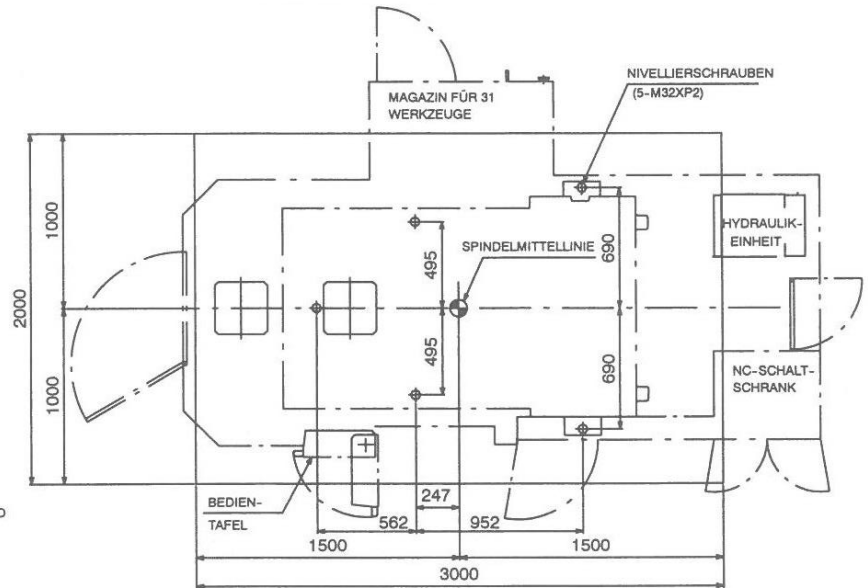 NIVELLIERSCHRAUBEN
(5-M32XP2)
MAGAZIN FÜR 31
WERKZEUGE
HYDRAULIK-
EINHEIT
SPINDELMITTELLINIE
1000
2000
1000
495
495
690
690
NC-SCHALT-
SCHRANK
BEDIEN-
TAFEL
247
562
952
1500
1500
3000